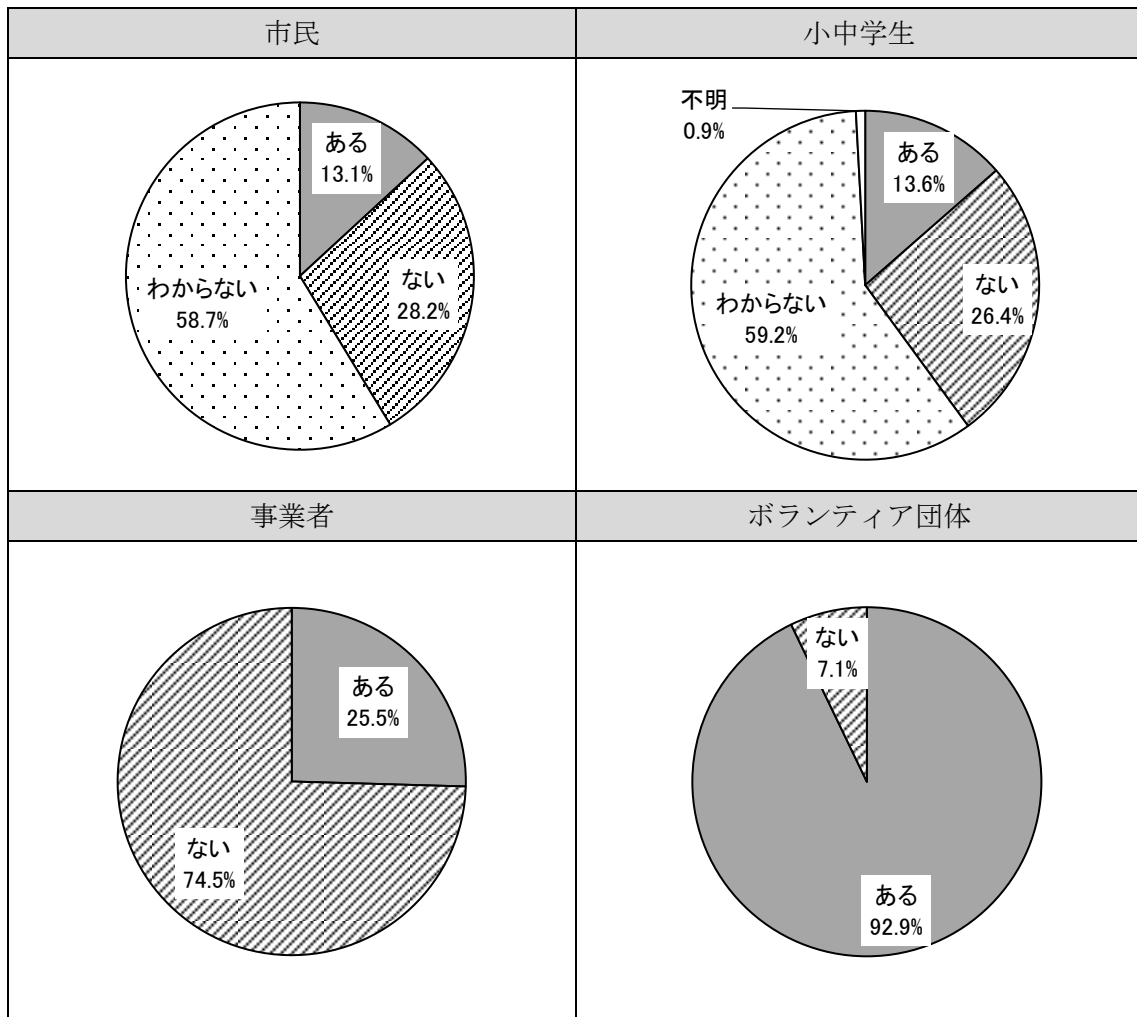 市民
ある
13.1%
ない
28.2%
わからない
58.7%
小中学生
不明
0.9%
ある
13.6%
ない
26.4%
わからない
59.2%
事業者
ある
25.5%
ない
74.5%
ボランティア団体
ない
7.1%
ある
92.9%